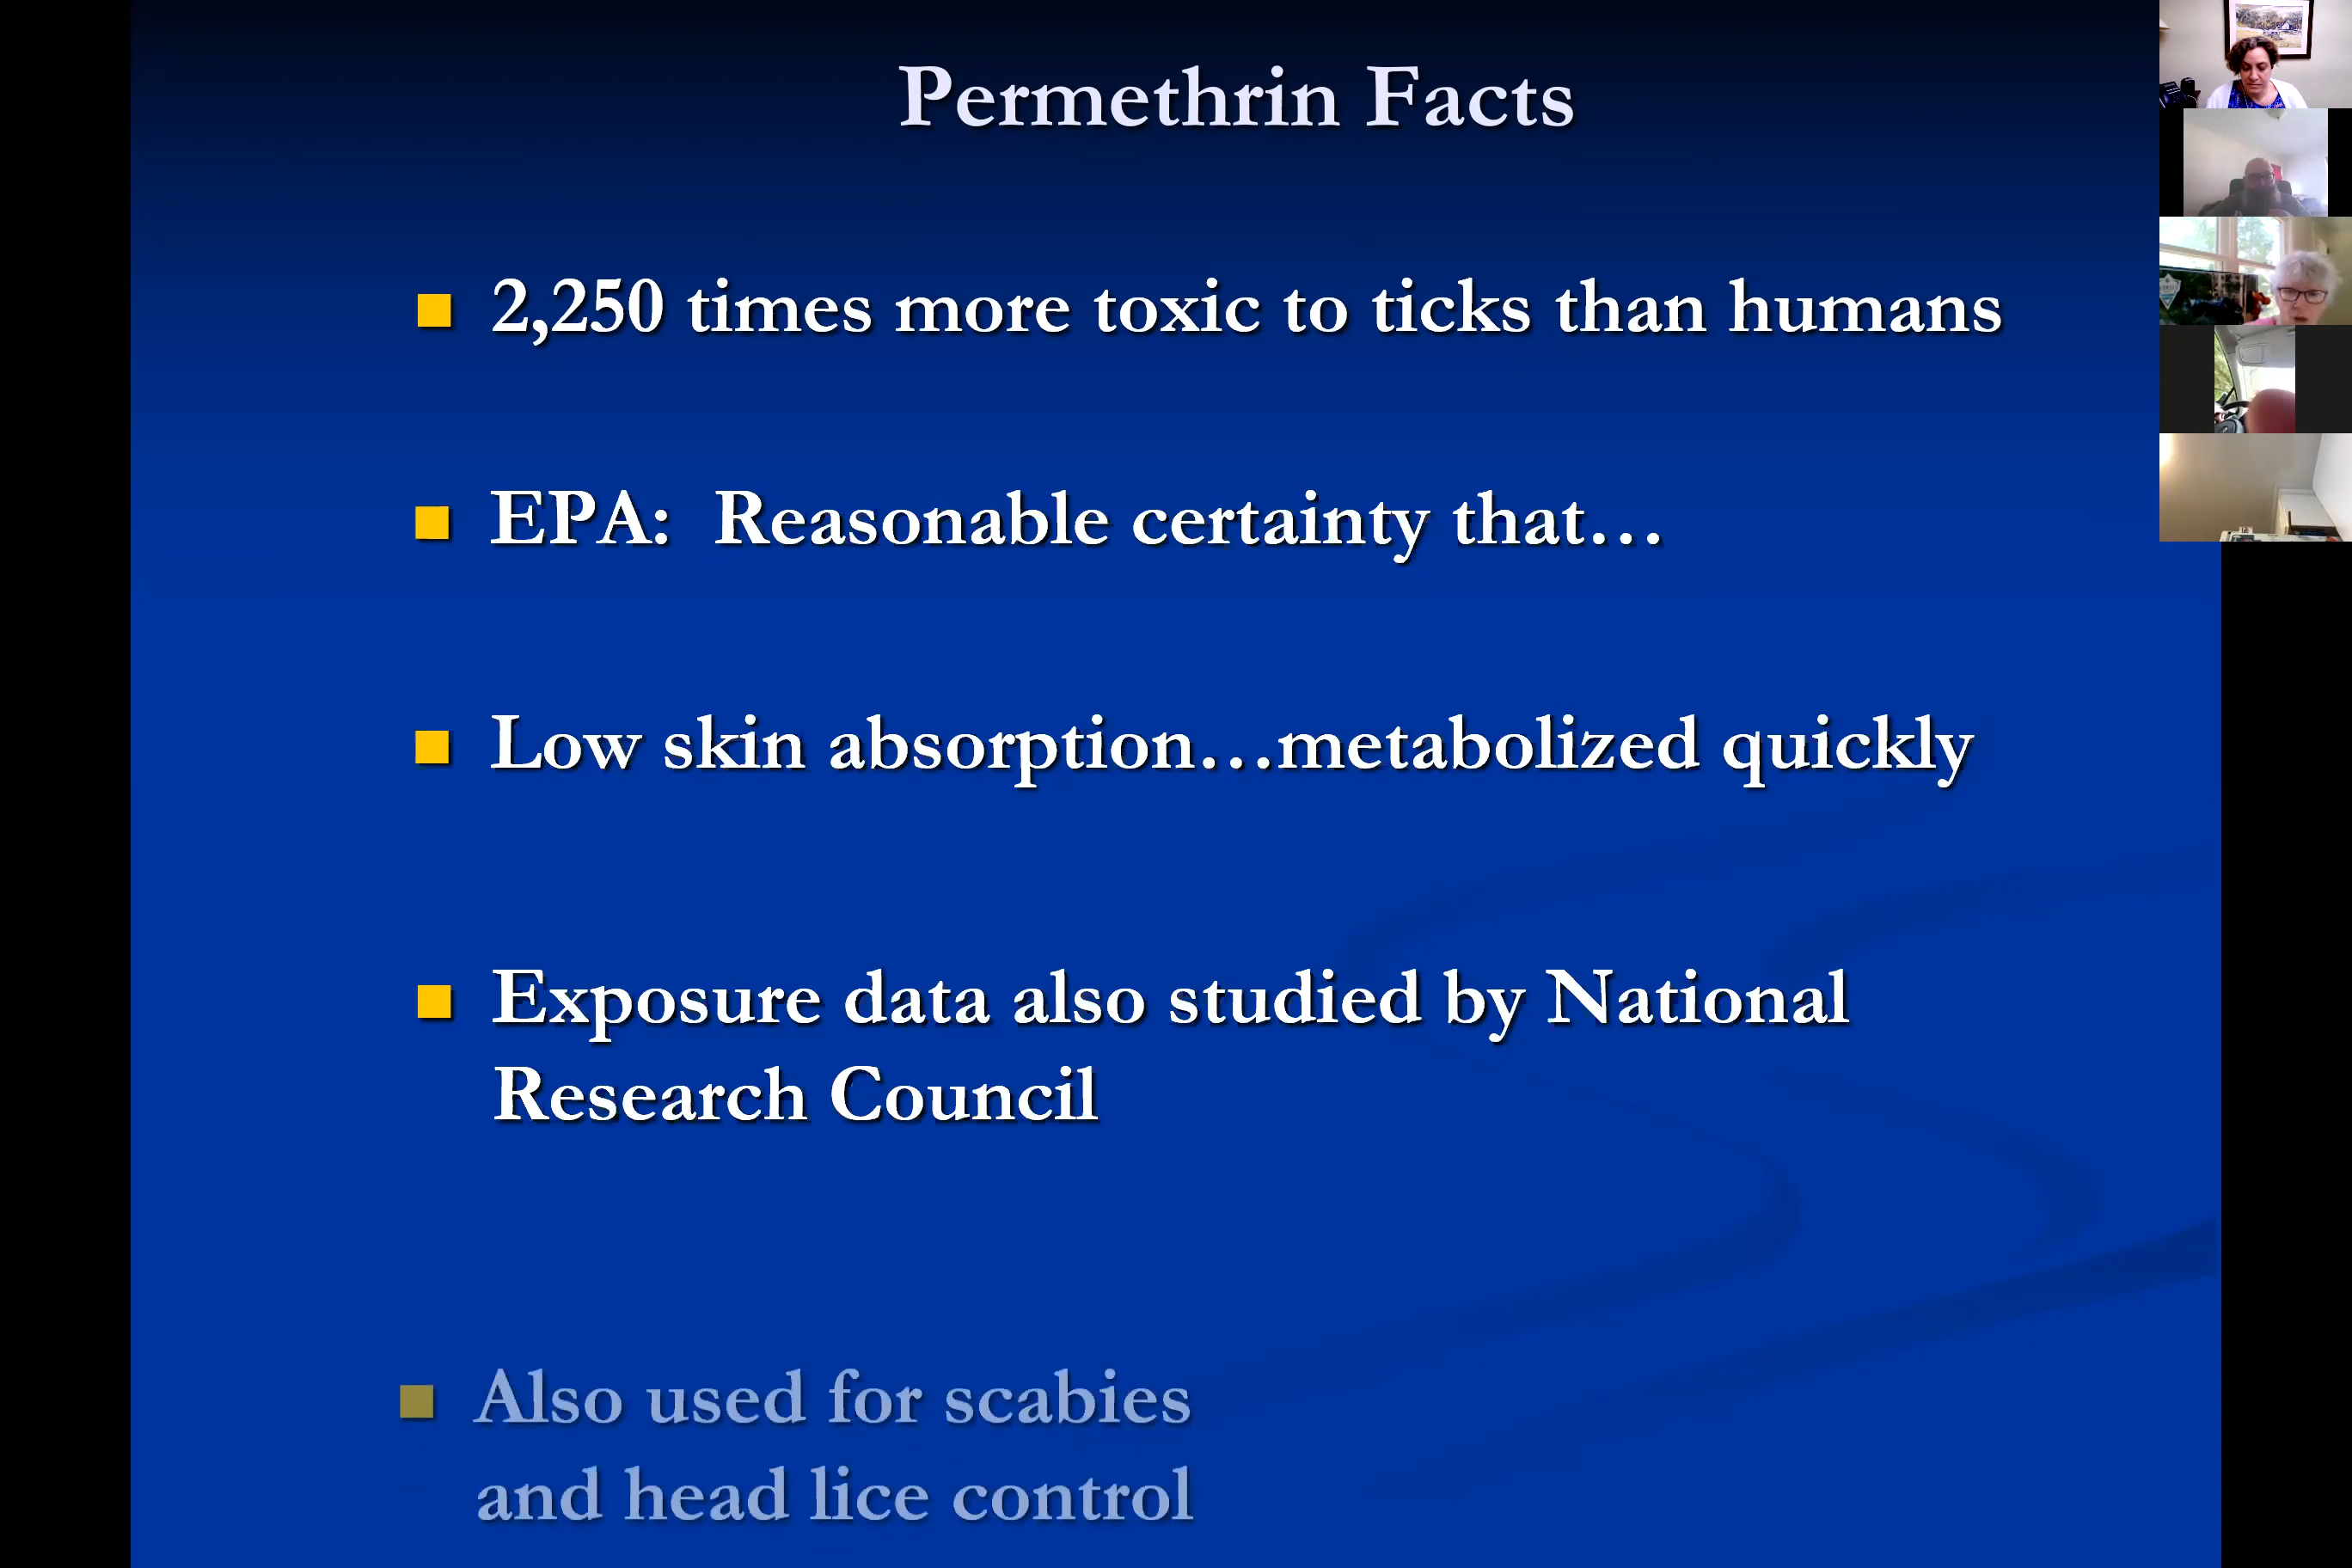 Permethrin Facts
2,250 times more toxic to ticks than humans
EPA: Reasonable certainty that…
Low skin absorption…metabolized quickly
Exposure data also studied by National
Research Council
Also used for scabies
and head lice control